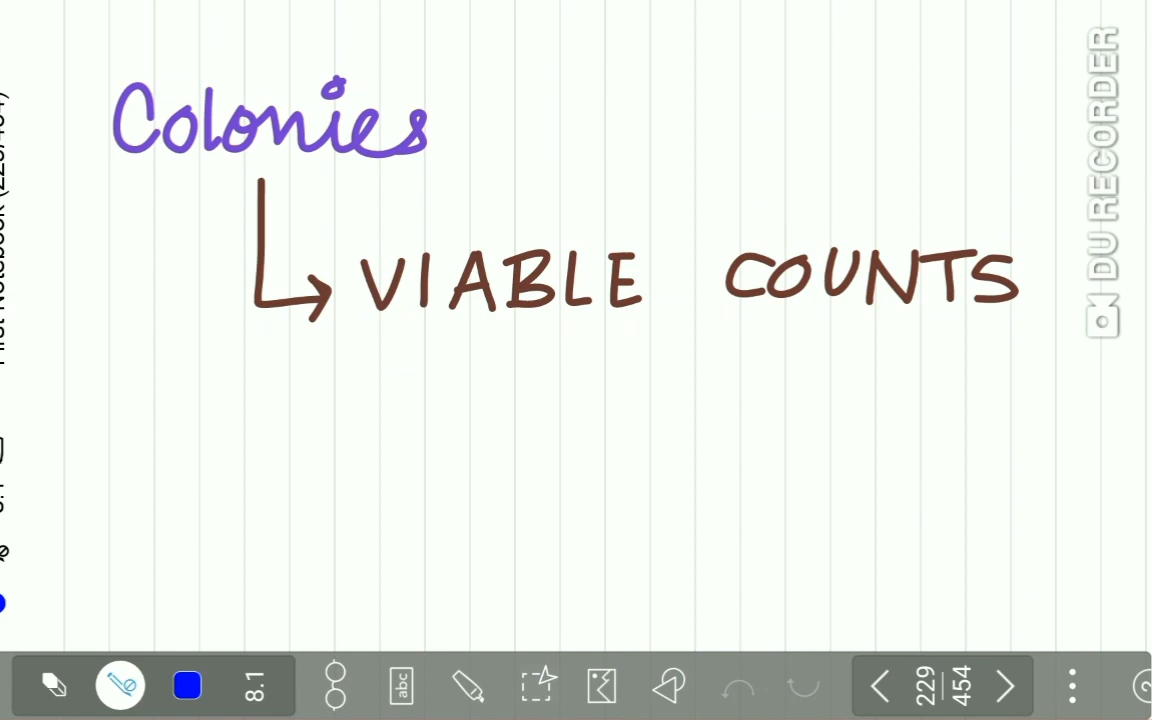 Colonies
VIABLE COUNTS
DU RECORDER
8.1
abc
229
454